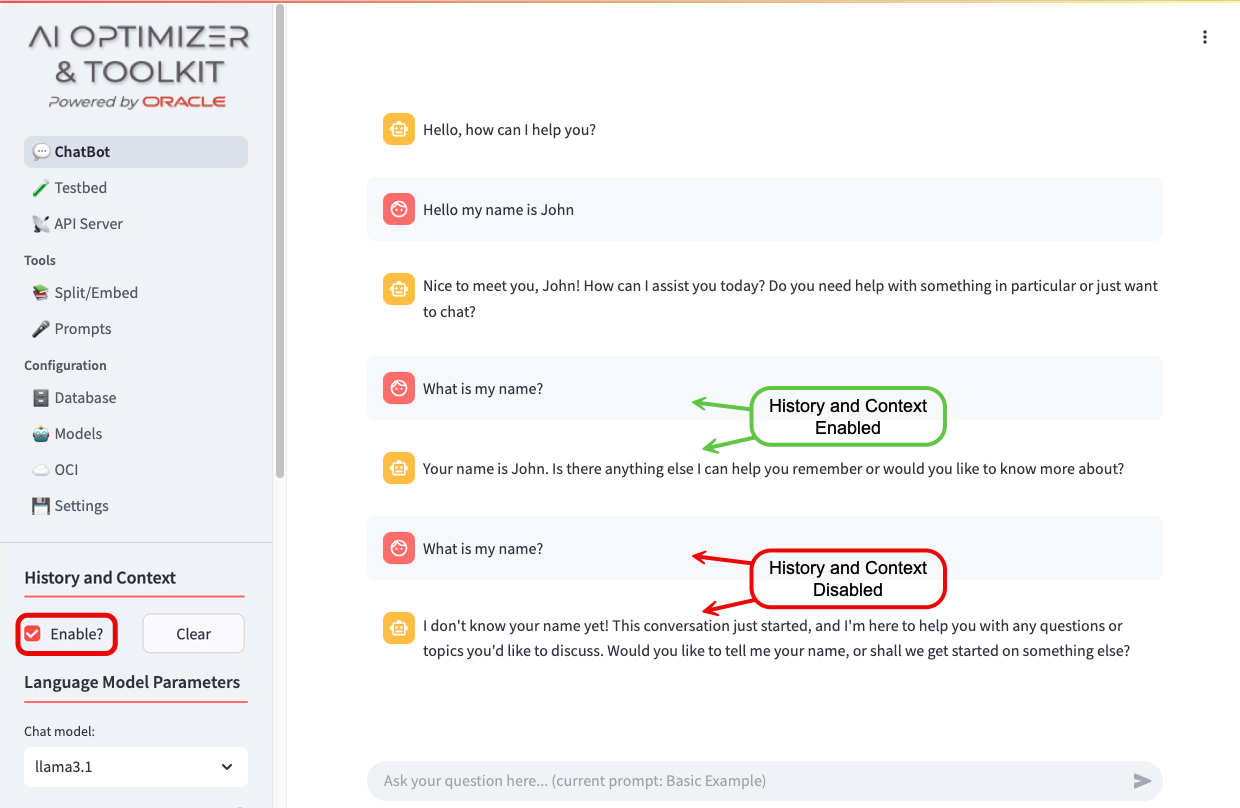 AI OPTIMIZER
& TOOLKIT
Powered by ORACLE
ChatBot
Testbed
API Server
Tools
Split/Embed
Prompts
Configuration
Database
Models
OCI
Settings
History and Context
Enable?
Clear
Language Model Parameters
Chat model:
llama3.1
Hello, how can I help you?
Hello my name is John
Nice to meet you, John! How can I assist you today? Do you need help with something in particular or just want
to chat?
What is my name?
History and Context
Enabled
Your name is John. Is there anything else I can help you remember or would you like to know more about?
What is my name?
History and Context
Disabled
I don't know your name yet! This conversation just started, and I'm here to help you with any questions or
topics you'd like to discuss. Would you like to tell me your name, or shall we get started on something else?
Ask your question here... (current prompt: Basic Example)